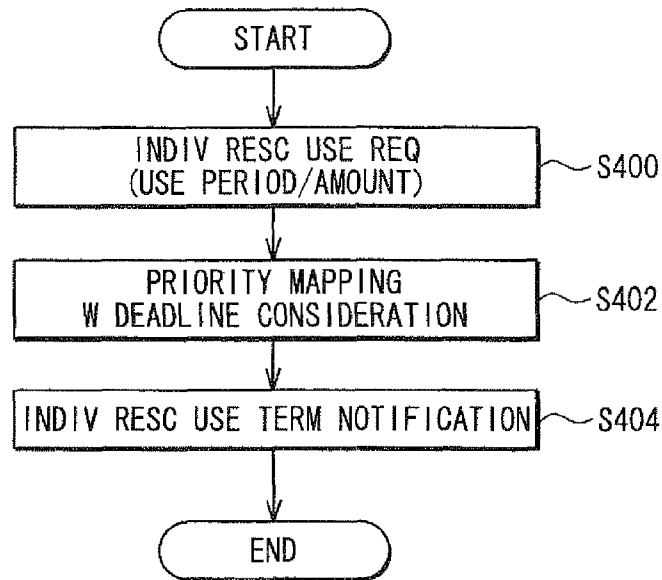 START
INDIV RESC USE REQ
(USE PERIOD/AMOUNT)
S400
PRIORITY MAPPING
W DEADLINE CONSIDERATION
S402
INDIV RESC USE TERM NOTIFICATION
S404
END